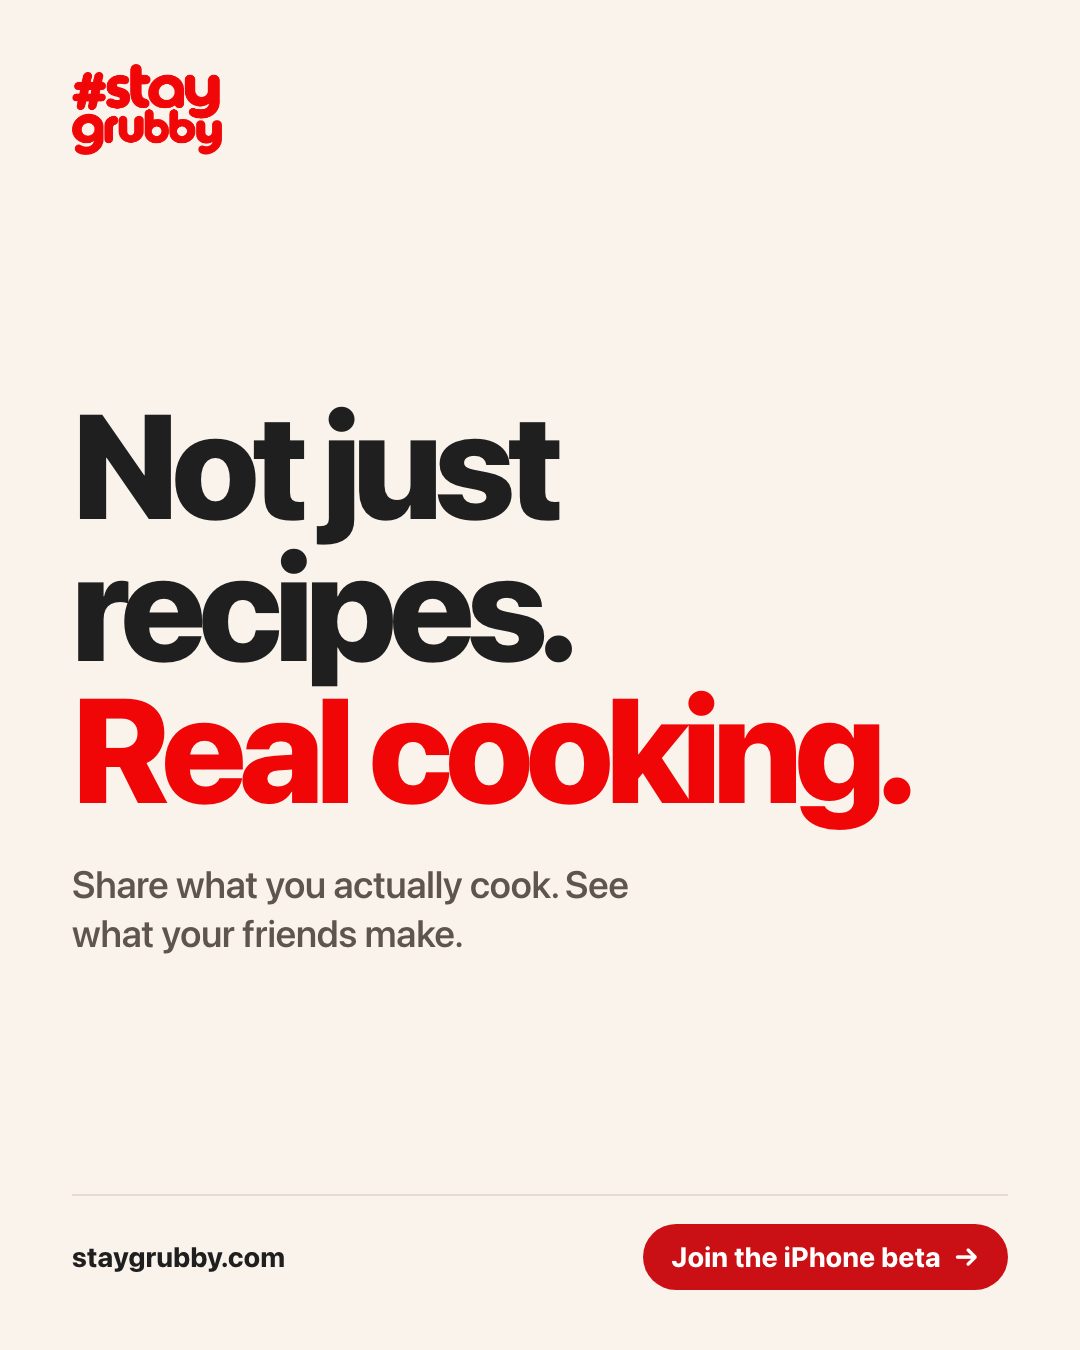 #stay
grubby
Not just
recipes.
Real cooking.
Share what you actually cook. See
what your friends make.
staygrubby.com
Join the iPhone beta →